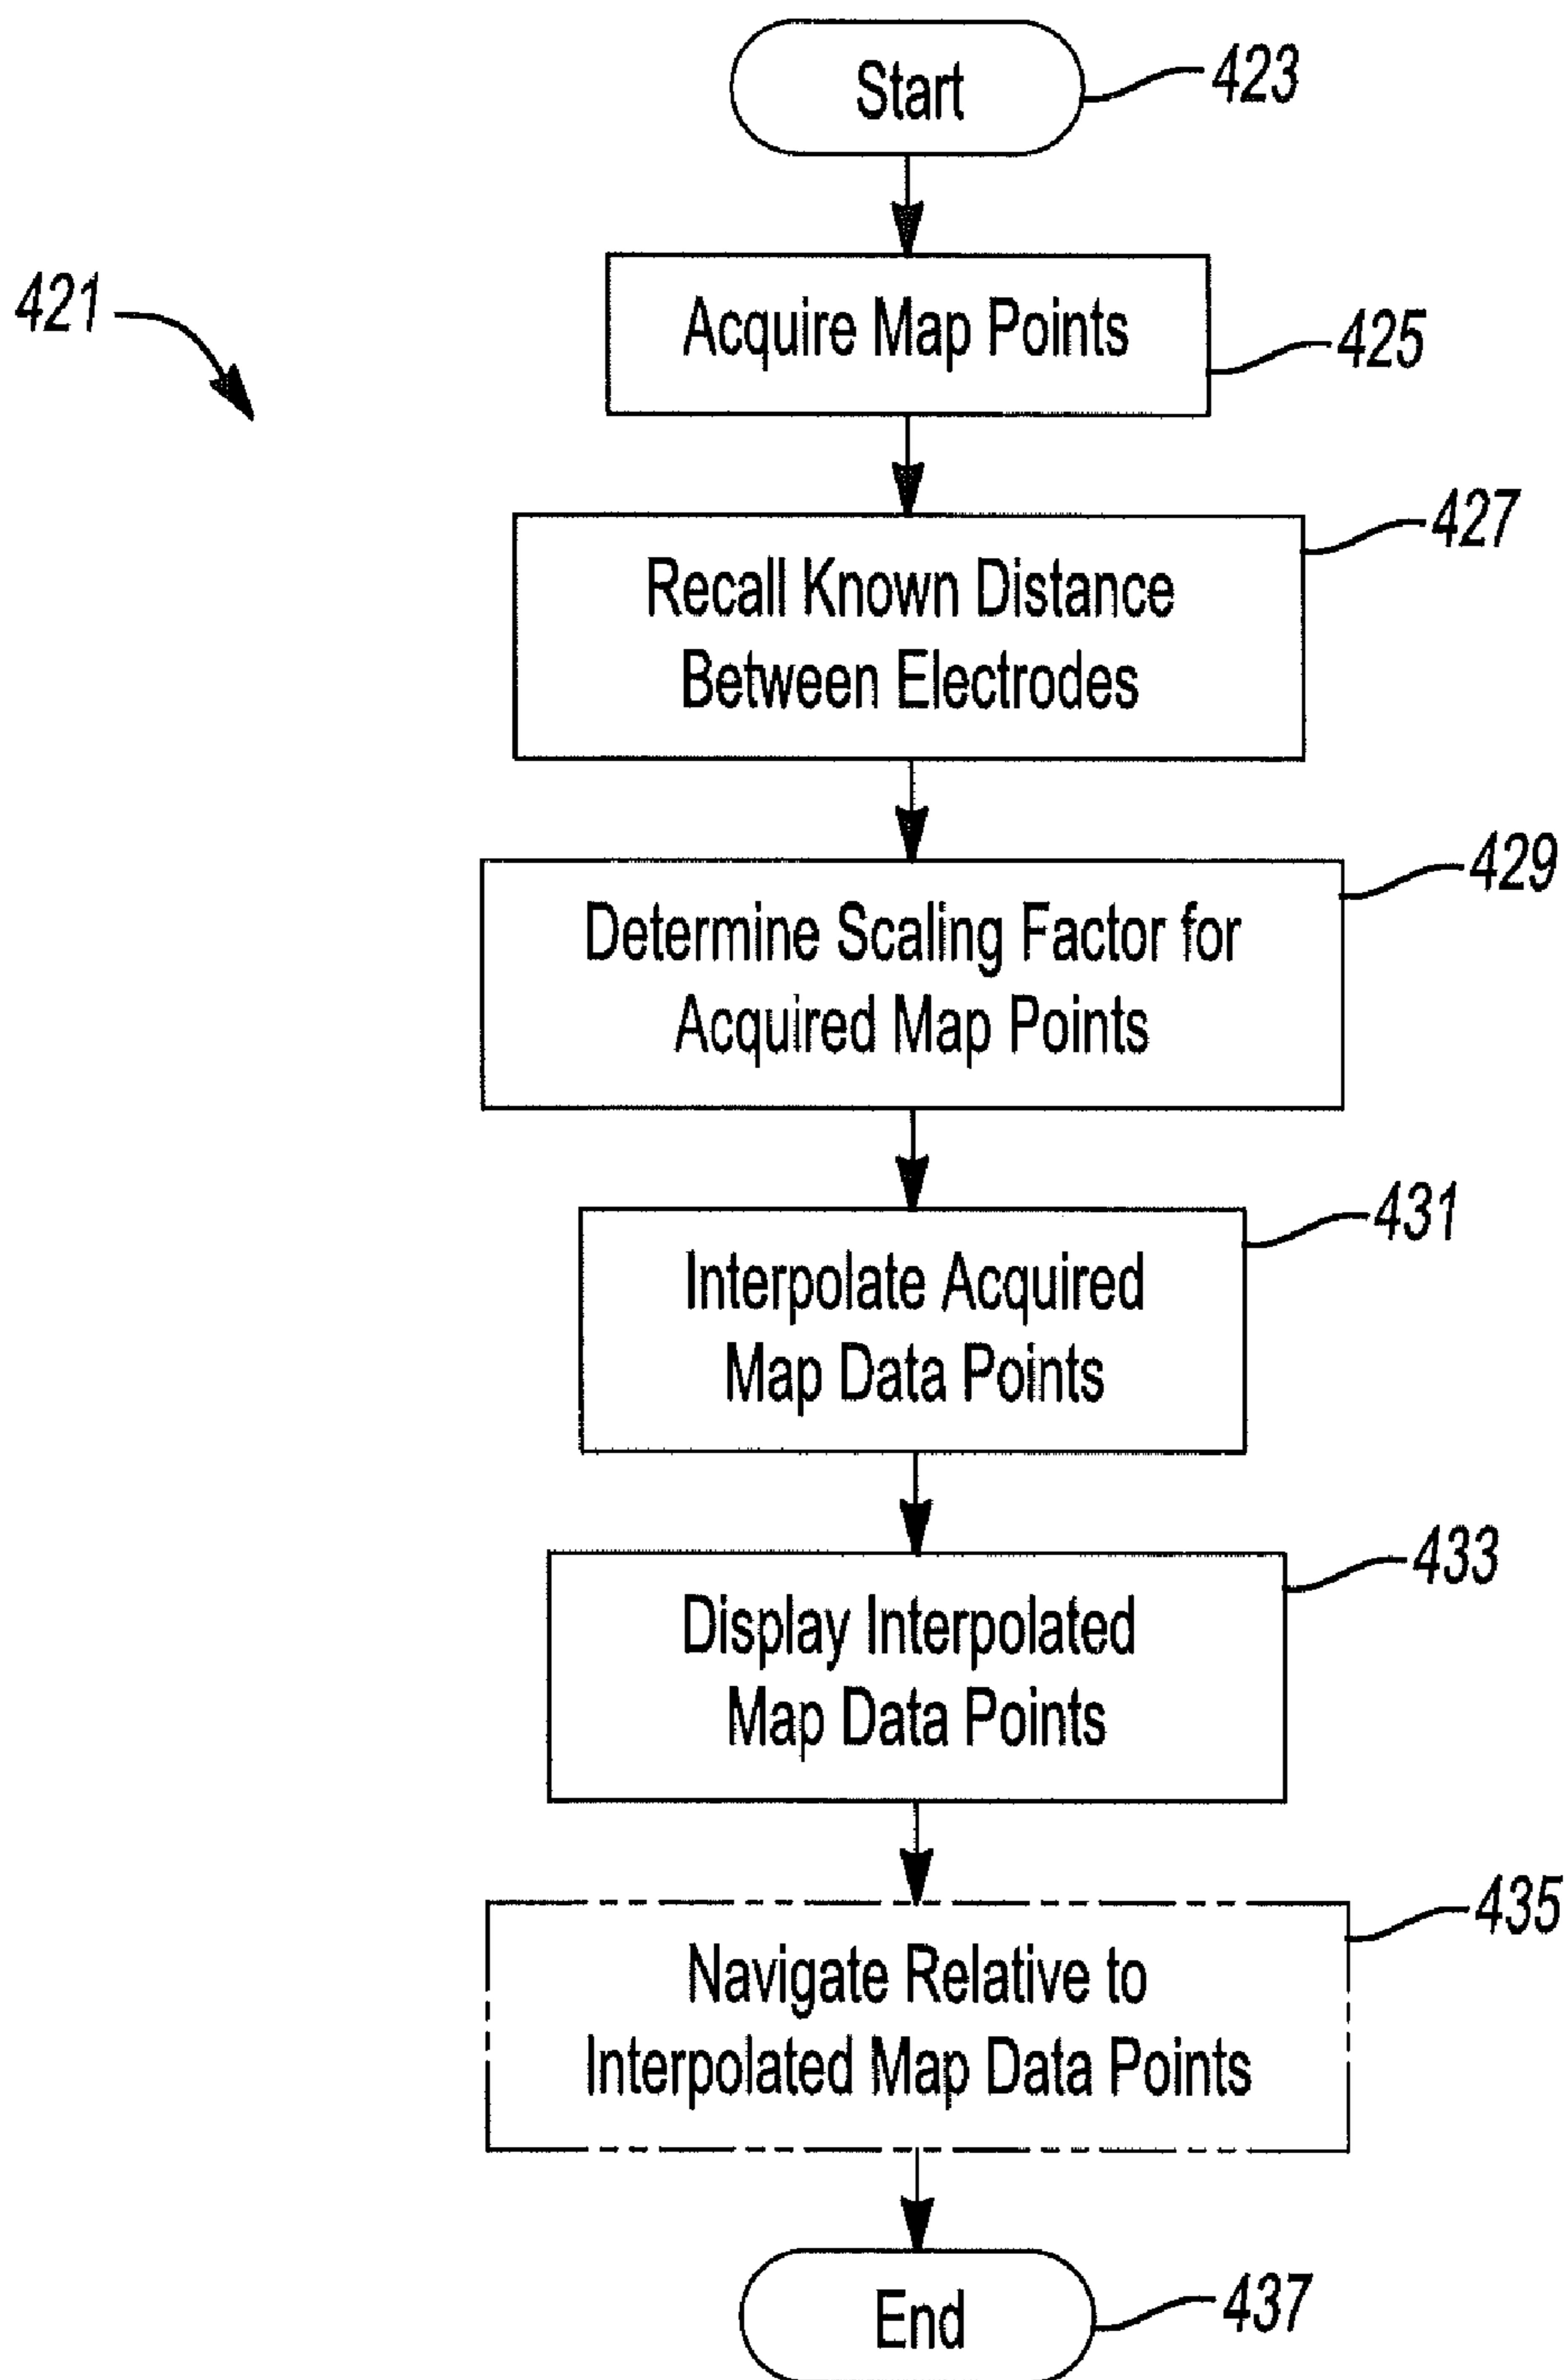 Start
423
421
Acquire Map Points
425
427
Recall Known Distance
Between Electrodes
429
Determine Scaling Factor for
Acquired Map Points
431
Interpolate Acquired
Map Data Points
433
Display Interpolated
Map Data Points
435
Navigate Relative to
Interpolated Map Data Points
End
437